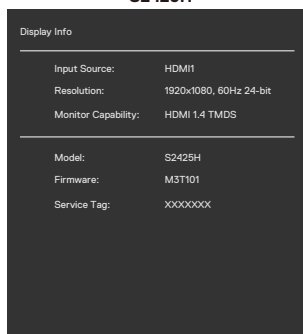 Display Info
Input Source: HDMI1
Resolution: 1920x1080, 60Hz 24-bit
Monitor Capability: HDMI 1.4 TMDS
Model: S2425H
Firmware: M3T101
Service Tag: XXXXXXX